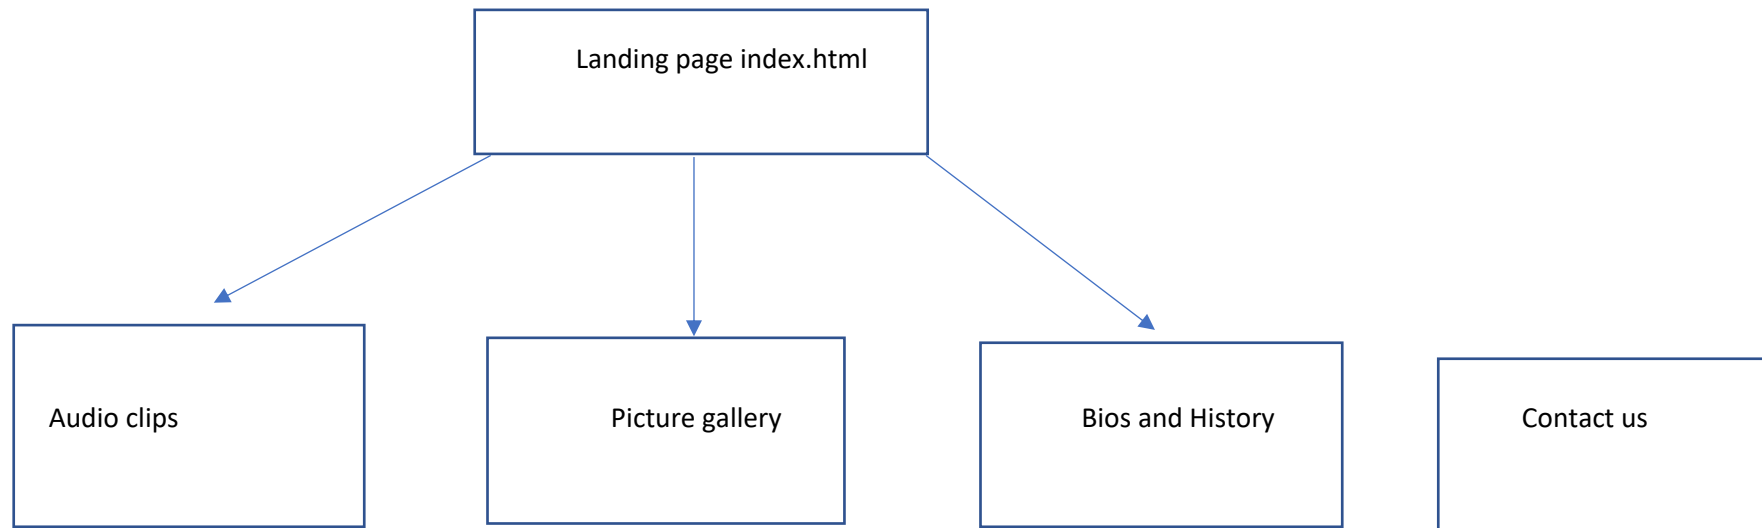 Landing page index.html
Audio clips
Picture gallery
Bios and History
Contact us